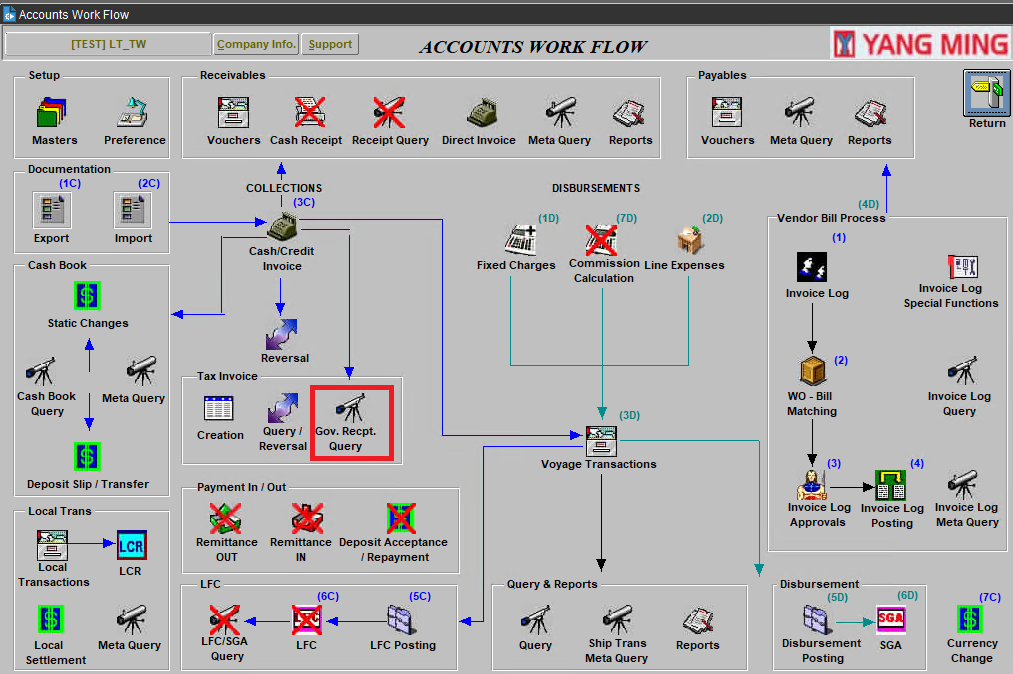 Accounts Work Flow
[TEST] LT_TW
Company Info.
Support
ACCOUNTS WORK FLOW
YANG MING
Setup
Masters
Preference
Receivables
Vouchers
Cash Receipt
Receipt Query
Direct Invoice
Meta Query
Reports
Payables
Vouchers
Meta Query
Reports
Return
Documentation
(1C)
(2C)
Export
Import
COLLECTIONS
(3C)
Cash/Credit
Invoice
Reversal
DISBURSEMENTS
(1D)
(7D)
(2D)
Fixed Charges
Commission
Calculation
Line Expenses
(4D)
Vendor Bill Process
(1)
Invoice Log
Invoice Log
Special Functions
(2)
WO - Bill
Matching
Invoice Log
Query
(3)
(4)
Invoice Log
Approvals
Invoice Log
Posting
Invoice Log
Meta Query
Cash Book
Static Changes
Cash Book
Query
Meta Query
Deposit Slip / Transfer
Tax Invoice
Creation
Query /
Reversal
Gov. Recpt.
Query
(3D)
Voyage Transactions
Payment In / Out
Remittance
OUT
Remittance
IN
Deposit Acceptance
/ Repayment
Local Trans
Local
Transactions
LCR
LCR
Local
Settlement
Meta Query
LFC
(6C)
(5C)
LFC/SGA
Query
LFC
LFC Posting
Query & Reports
Query
Ship Trans
Meta Query
Reports
Disbursement
(5D)
(6D)
Disbursement
Posting
SGA
SGA
(7C)
Currency
Change